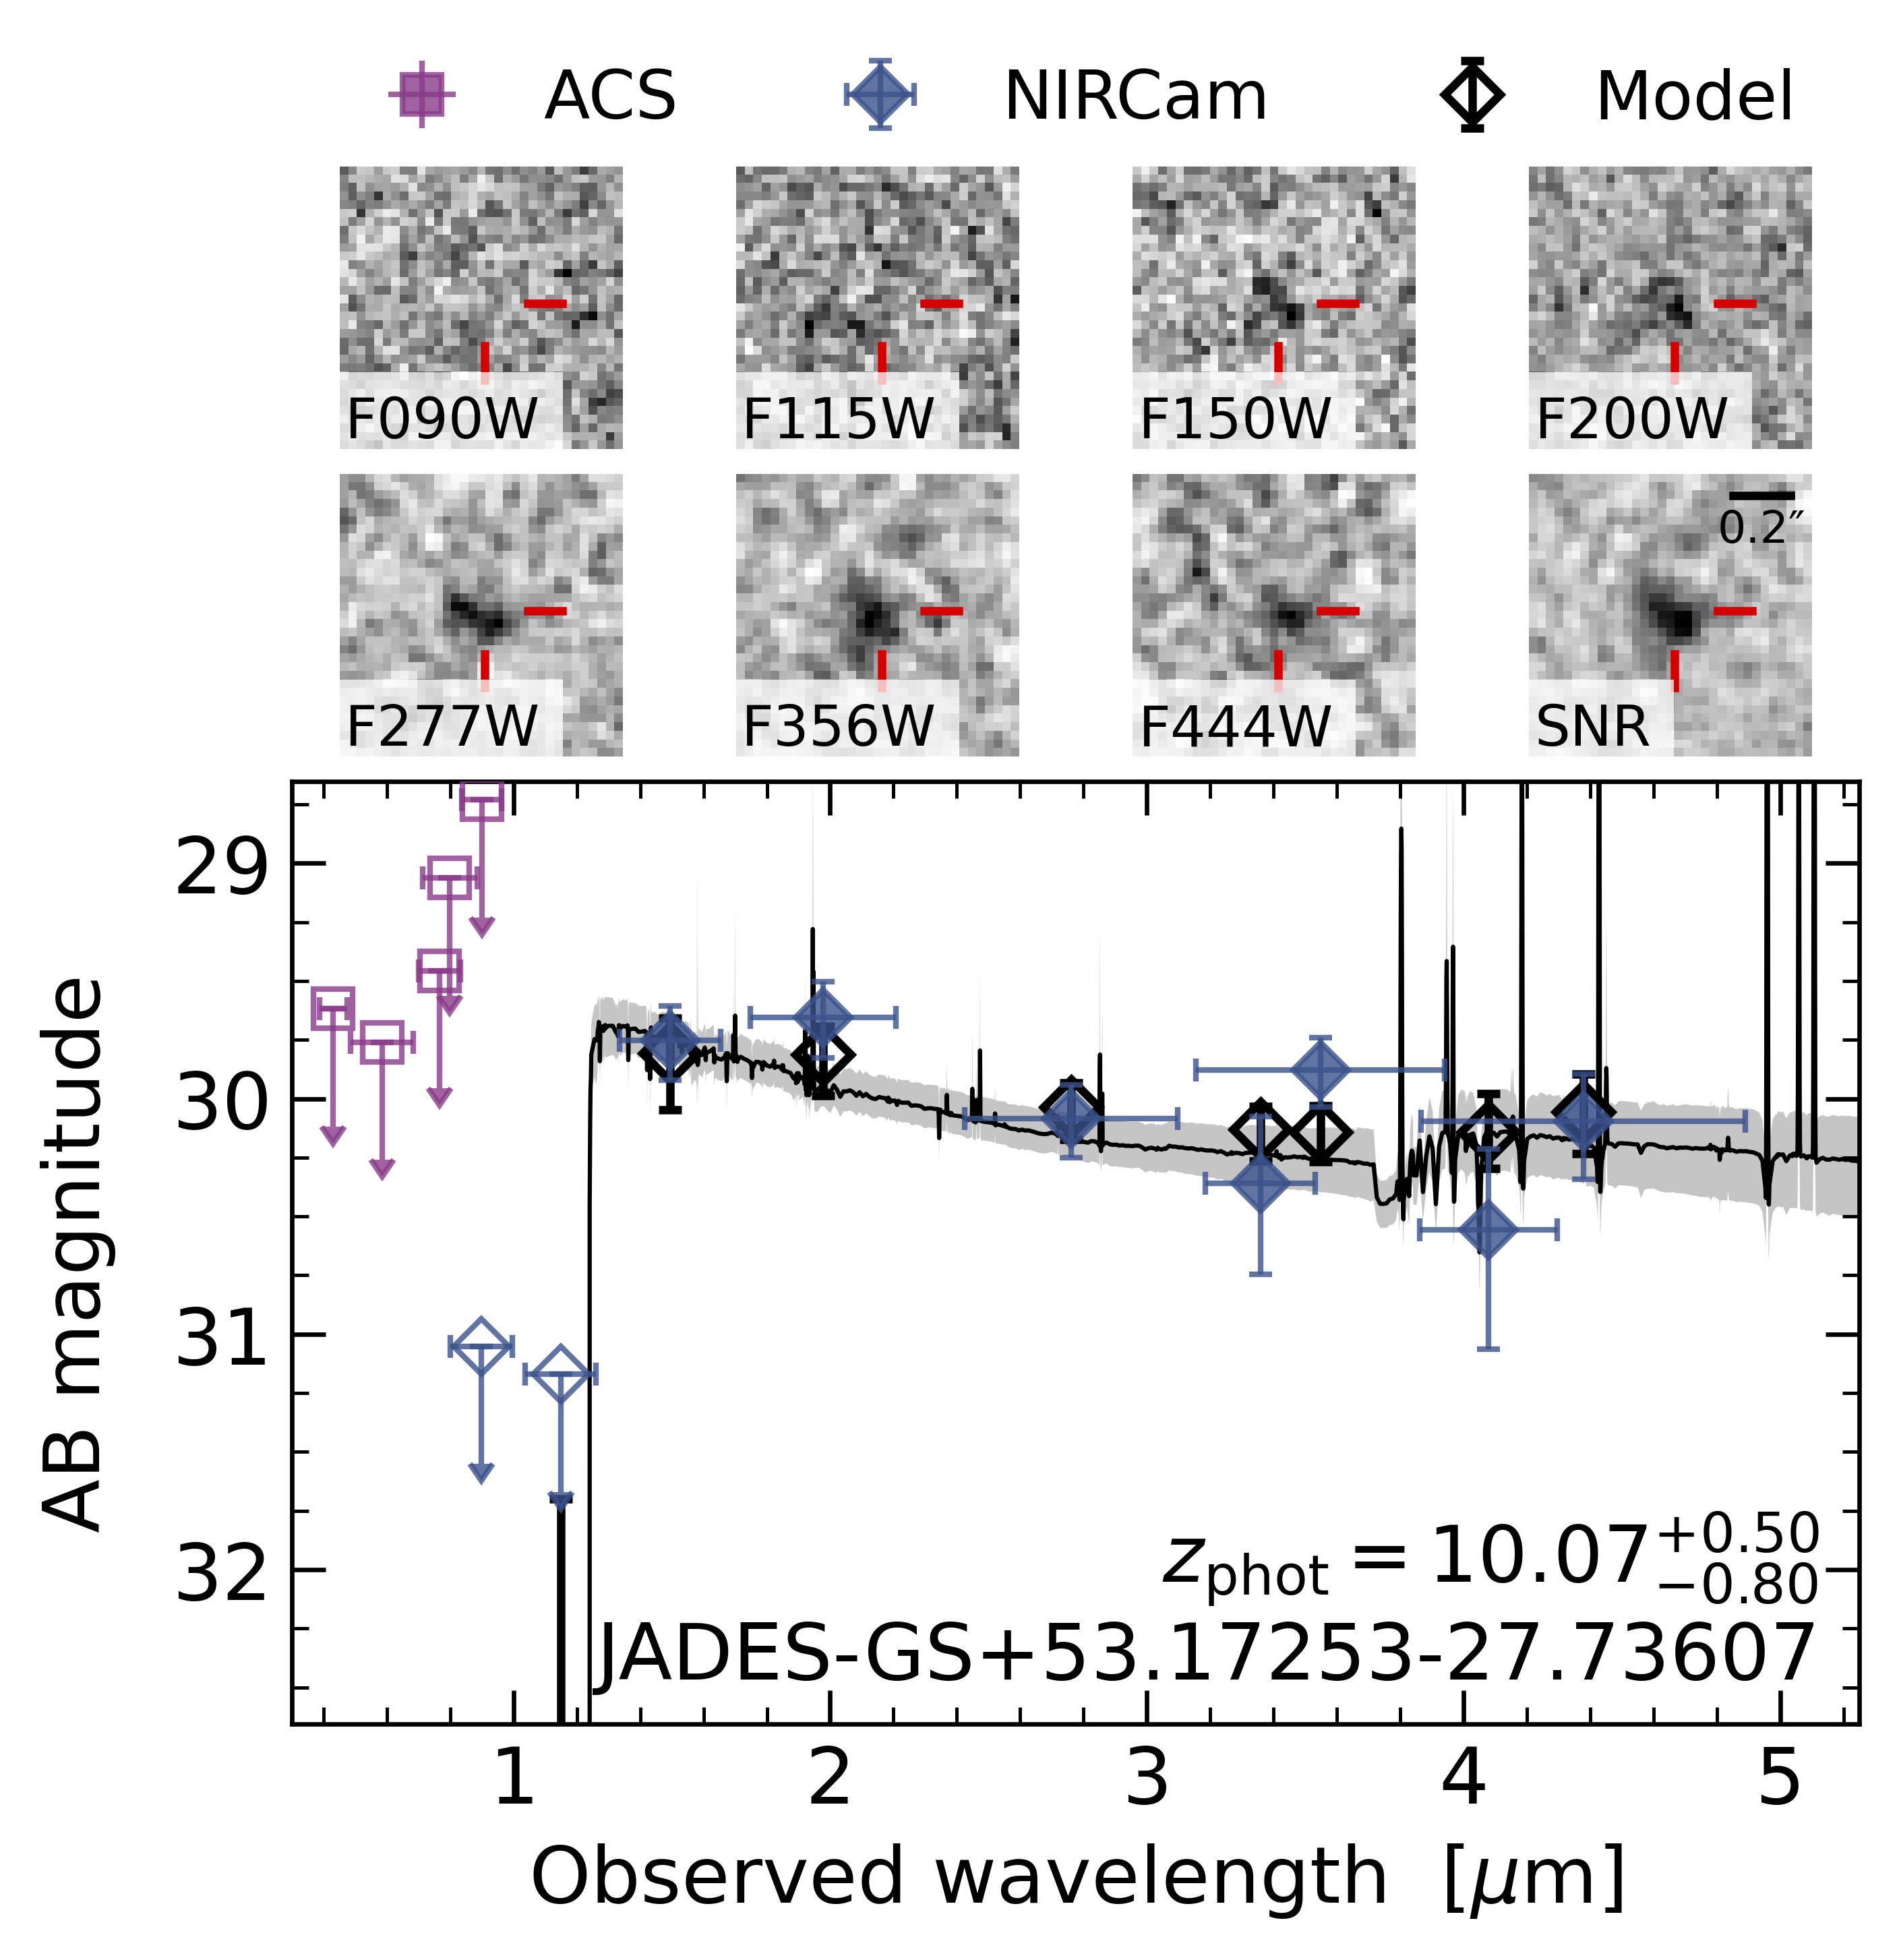 ACS NIRCam Model
F090W F115W F150W F200W
0.2″
F277W F356W F444W SNR
29
30
31
32
AB magnitude
z_phot = 10.07^{+0.50}_{−0.80}
JADES-GS+53.17253-27.73607
1 2 3 4 5
Observed wavelength [μm]